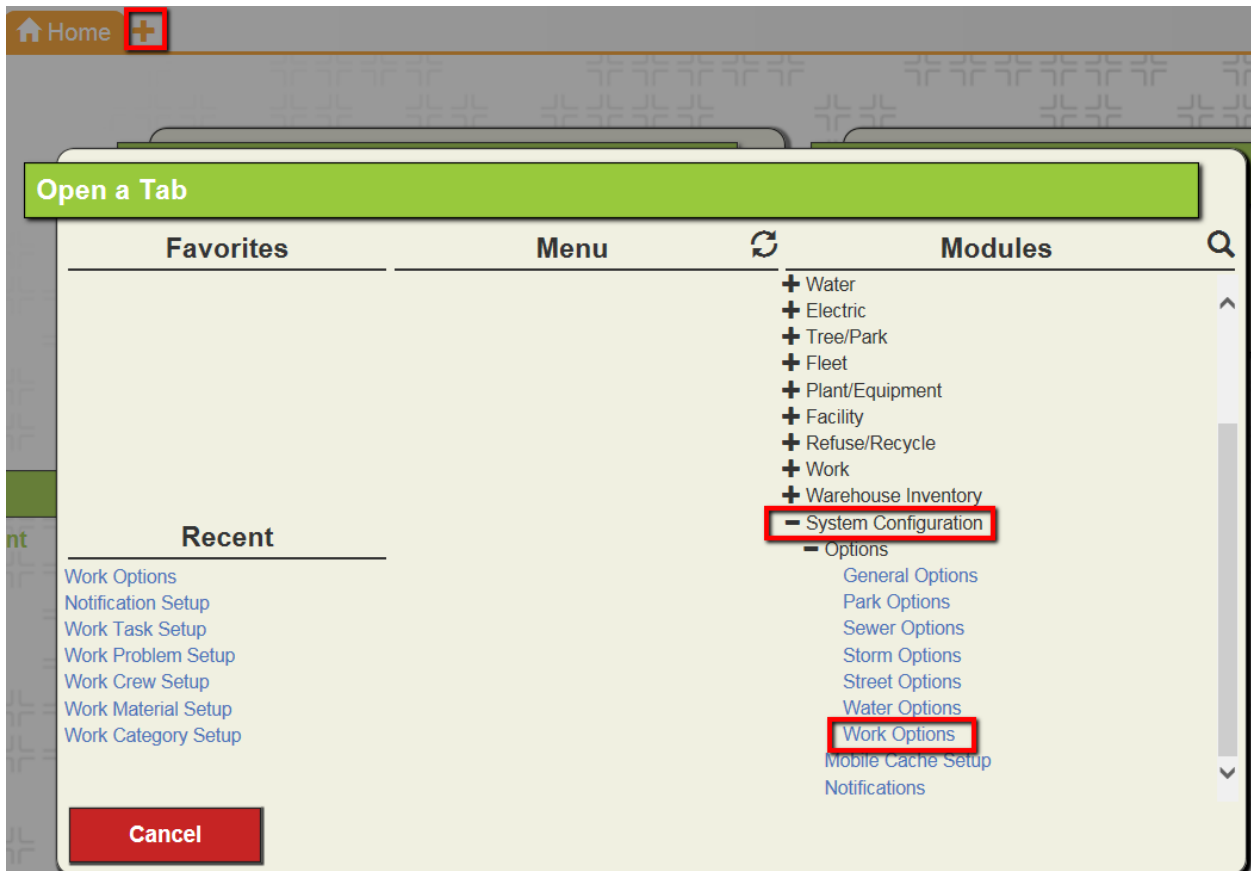 Home
Open a Tab
Favorites
Menu
Modules
Water
Electric
Tree/Park
Fleet
Plant/Equipment
Facility
Refuse/Recycle
Work
Warehouse Inventory
System Configuration
Options
General Options
Park Options
Sewer Options
Storm Options
Street Options
Water Options
Work Options
Mobile Cache Setup
Notifications
nt
Recent
Work Options
Notification Setup
Work Task Setup
Work Problem Setup
Work Crew Setup
Work Material Setup
Work Category Setup
Cancel